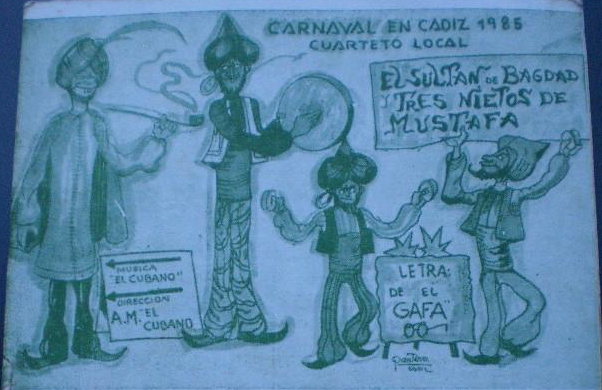 CARNAVAL EN CADIZ 1985
CUARTETO LOCAL
EL SULTAN DE BAGDAD
Y TRES NIETOS DE
MUSTAFA
MUSICA
"EL CUBANO"
DIRECCION
A.M. "EL
CUBANO
LETRA:
DE EL
GAFA"